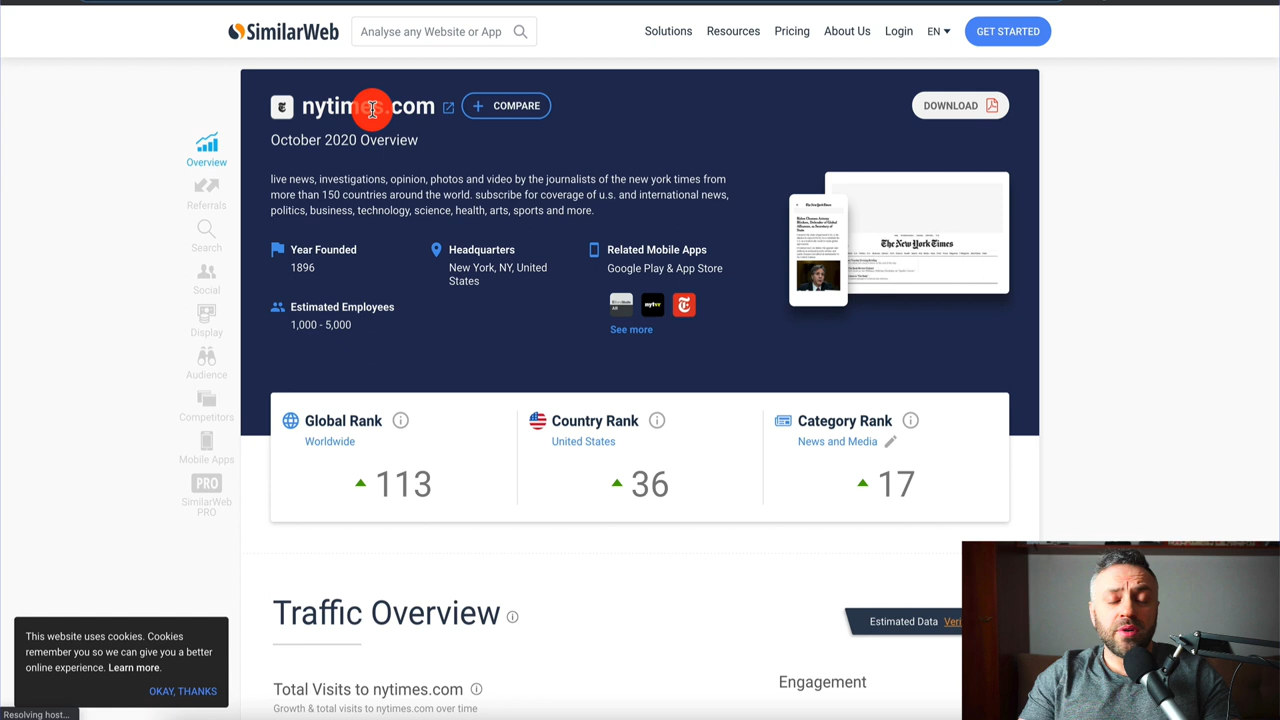 SimilarWeb
Analyse any Website or App
Solutions
Resources
Pricing
About Us
Login
EN
GET STARTED
nytimes.com
COMPARE
DOWNLOAD
October 2020 Overview
live news, investigations, opinion, photos and video by the journalists of the new york times from
more than 150 countries around the world. subscribe for coverage of u.s. and international news,
politics, business, technology, science, health, arts, sports and more.
Year Founded
1896
Headquarters
New York, NY, United
States
Related Mobile Apps
Google Play & App Store
See more
Estimated Employees
1,000 - 5,000
The New York Times
Overview
Referrals
Search
Social
Display
Audience
Competitors
Mobile Apps
PRO
SimilarWeb
PRO
Global Rank
Worldwide
113
Country Rank
United States
36
Category Rank
News and Media
17
Traffic Overview
Estimated Data Veri
Total Visits to nytimes.com
Growth & total visits to nytimes.com over time
Engagement
This website uses cookies. Cookies
remember you so we can give you a better
online experience. Learn more.
OKAY, THANKS
Resolving host...